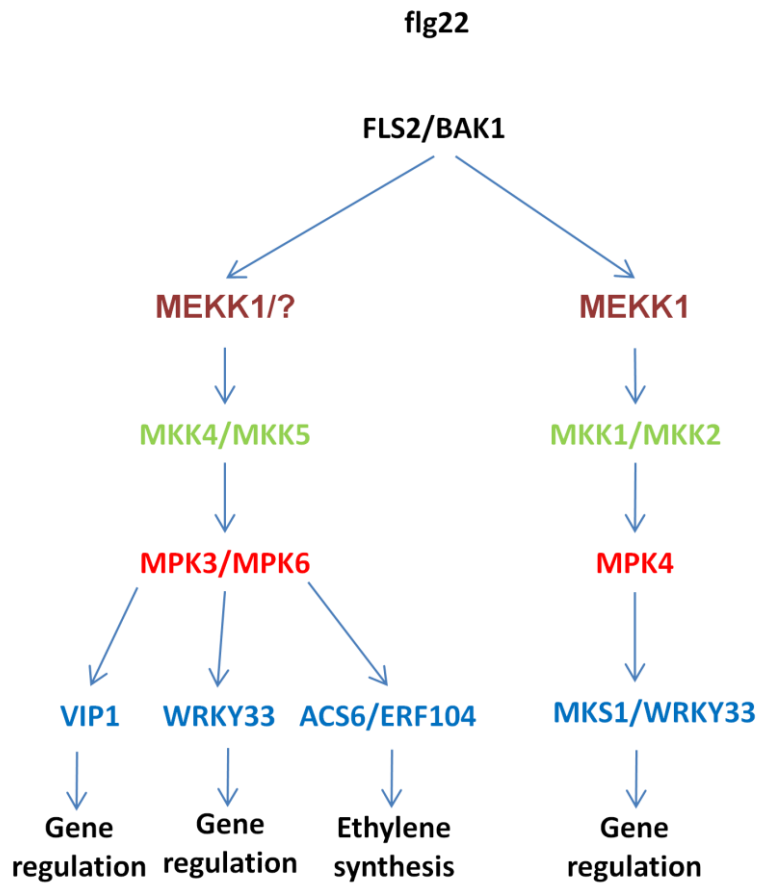 flg22
FLS2/BAK1
MEKK1/?
MEKK1
MKK4/MKK5
MKK1/MKK2
MPK3/MPK6
MPK4
VIP1
WRKY33
ACS6/ERF104
MKS1/WRKY33
Gene
regulation
Gene
regulation
Ethylene
synthesis
Gene
regulation